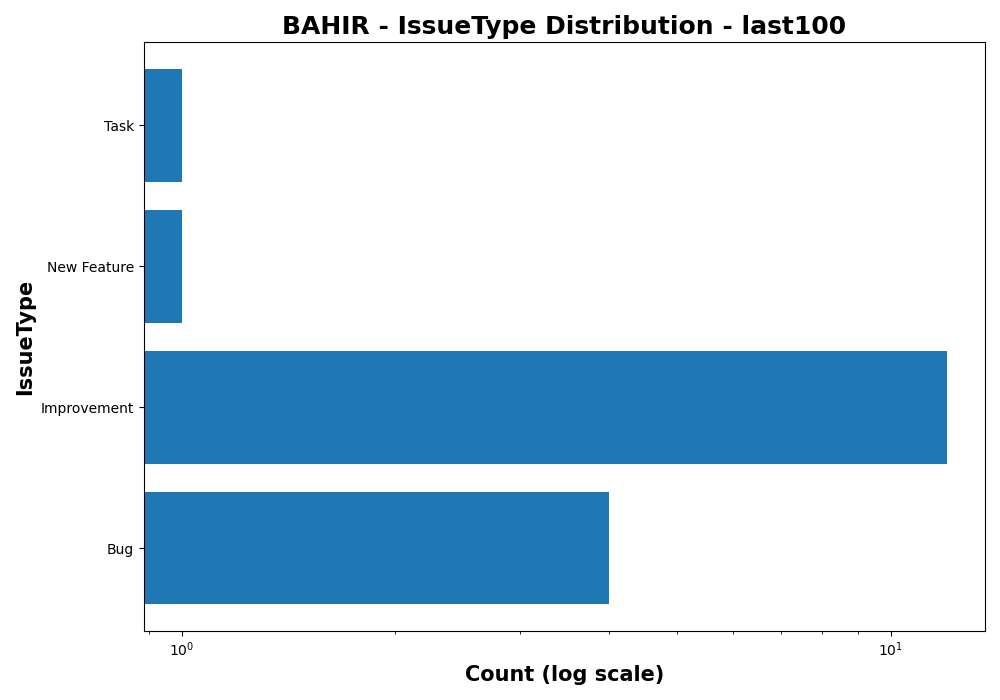 BAHIR - IssueType Distribution - last100
Task
New Feature
Improvement
Bug
IssueType
10⁰
10¹
Count (log scale)